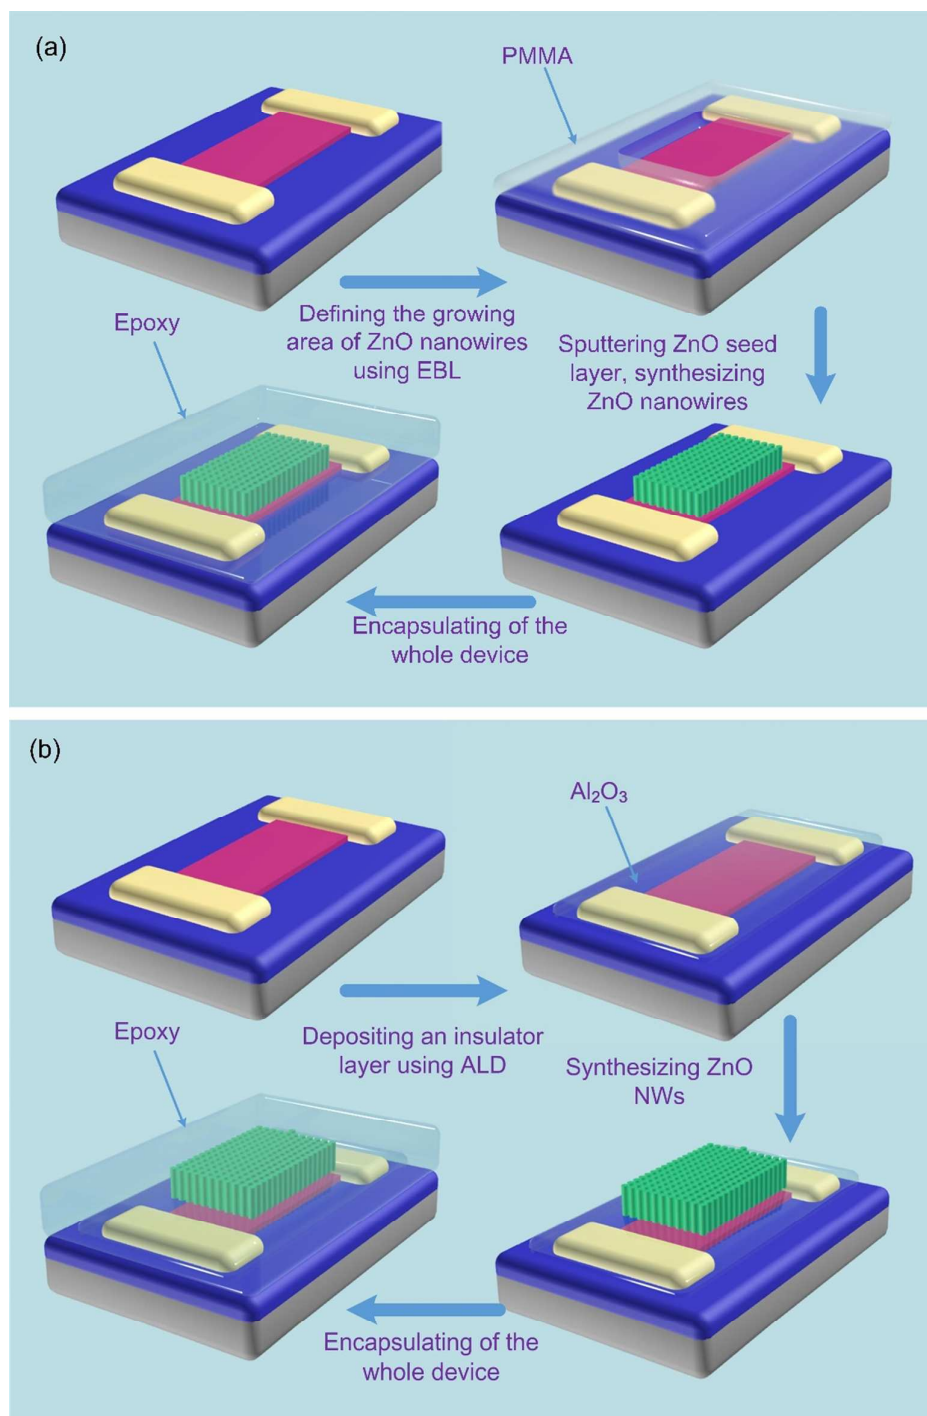 (a)
PMMA
Epoxy
Defining the growing
area of ZnO nanowires
using EBL
Sputtering ZnO seed
layer, synthesizing
ZnO nanowires
Encapsulating of the
whole device
(b)
Al₂O₃
Epoxy
Depositing an insulator
layer using ALD
Synthesizing ZnO
NWs
Encapsulating of the
whole device